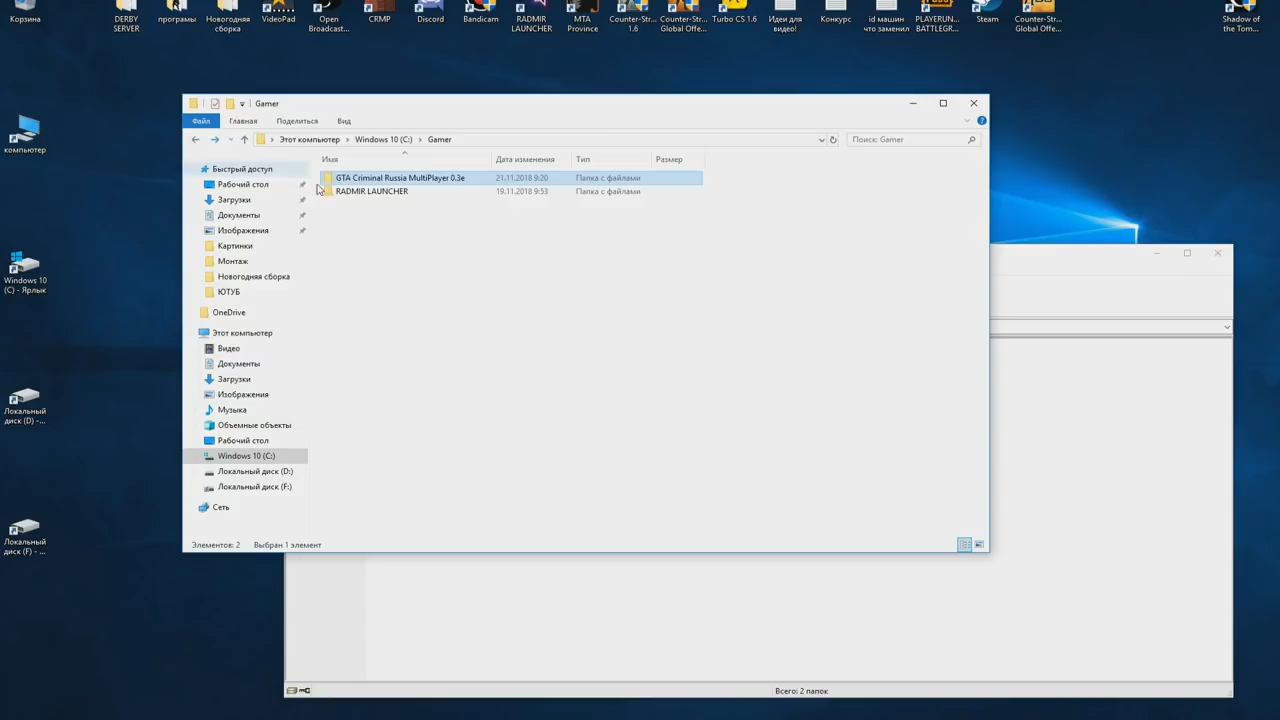 Корзина
DERBY
SERVER
програмы
Новогодняя
сборка
VideoPad
Open
Broadcast...
CRMP
Discord
Bandicam
RADMIR
LAUNCHER
MTA
Province
Counter-Str...
1.6
Counter-Str...
Global Offe...
Turbo CS 1.6
Идеи для
видео!
Конкурс
id машин
что заменил
PLAYERUN...
BATTLEGR...
Steam
Counter-Str...
Global Offe...
Shadow of
the Tom...
компьютер
Windows 10
(C) - Ярлык
Локальный
диск (D) -...
Локальный
диск (F) - ...
Gamer
Файл
Главная
Поделиться
Вид
Этот компьютер
Windows 10 (C:)
Gamer
Поиск: Gamer
Имя
Дата изменения
Тип
Размер
GTA Criminal Russia MultiPlayer 0.3e 21.11.2018 9:20 Папка с файлами
RADMIR LAUNCHER 19.11.2018 9:53 Папка с файлами
Быстрый доступ
Рабочий стол
Загрузки
Документы
Изображения
Картинки
Монтаж
Новогодняя сборка
ЮТУБ
OneDrive
Этот компьютер
Видео
Документы
Загрузки
Изображения
Музыка
Объемные объекты
Рабочий стол
Windows 10 (C:)
Локальный диск (D:)
Локальный диск (F:)
Сеть
Элементов: 2
Выбран 1 элемент
Всего: 2 папок